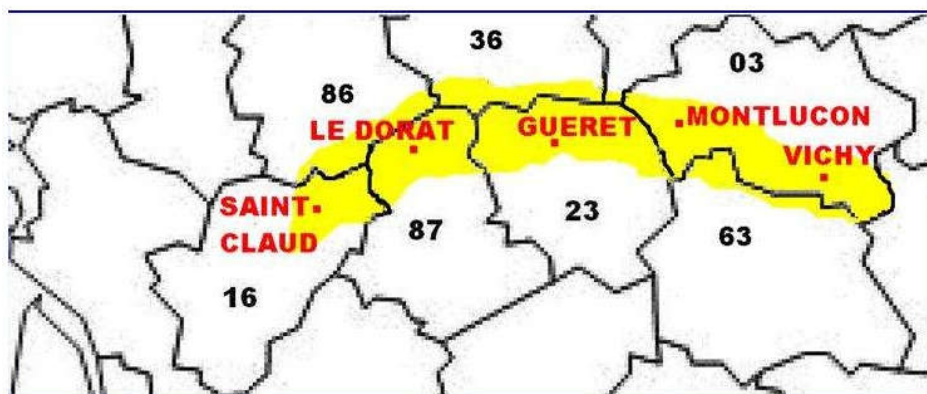 36
03
86
MONTLUCON
LE DORAT
GUERET
VICHY
SAINT
CLAUD
87
23
63
16